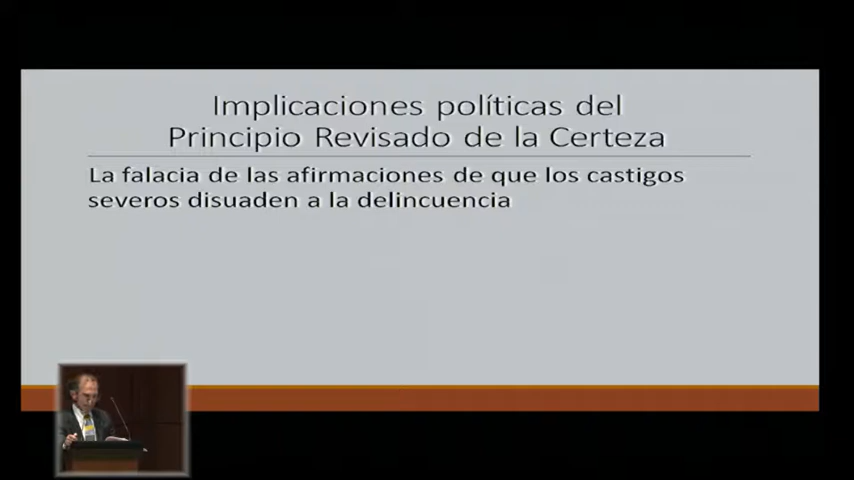 Implicaciones políticas del
Principio Revisado de la Certeza
La falacia de las afirmaciones de que los castigos
severos disuaden a la delincuencia